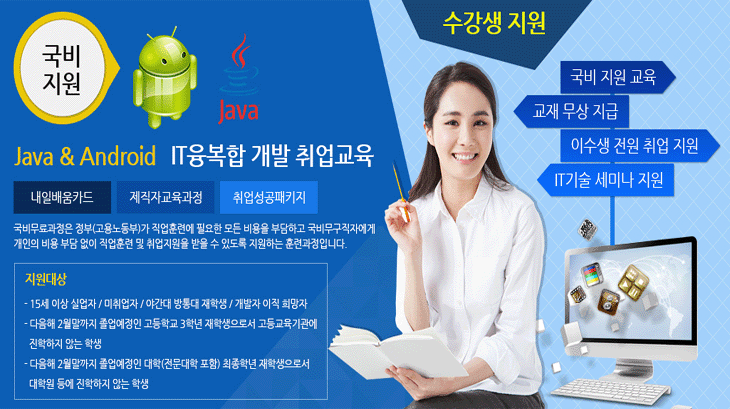 국비
지원
Java
Java & Android IT융복합 개발 취업교육
내일배움카드
제직자교육과정
취업성공패키지
국비무료과정은 정부(고용노동부)가 직업훈련에 필요한 모든 비용을 부담하고 국비무구직자에게
개인의 비용 부담 없이 직업훈련 및 취업지원을 받을 수 있도록 지원하는 훈련과정입니다.
지원대상
- 15세 이상 실업자 / 미취업자 / 야간대 방통대 재학생 / 개발자 이직 희망자
- 다음해 2월말까지 졸업예정인 고등학교 3학년 재학생으로서 고등교육기관에
진학하지 않는 학생
- 다음해 2월말까지 졸업예정인 대학(전문대학 포함) 최종학년 재학생으로서
대학원 등에 진학하지 않는 학생
수강생 지원
국비 지원 교육
교재 무상 지급
이수생 전원 취업 지원
IT기술 세미나 지원